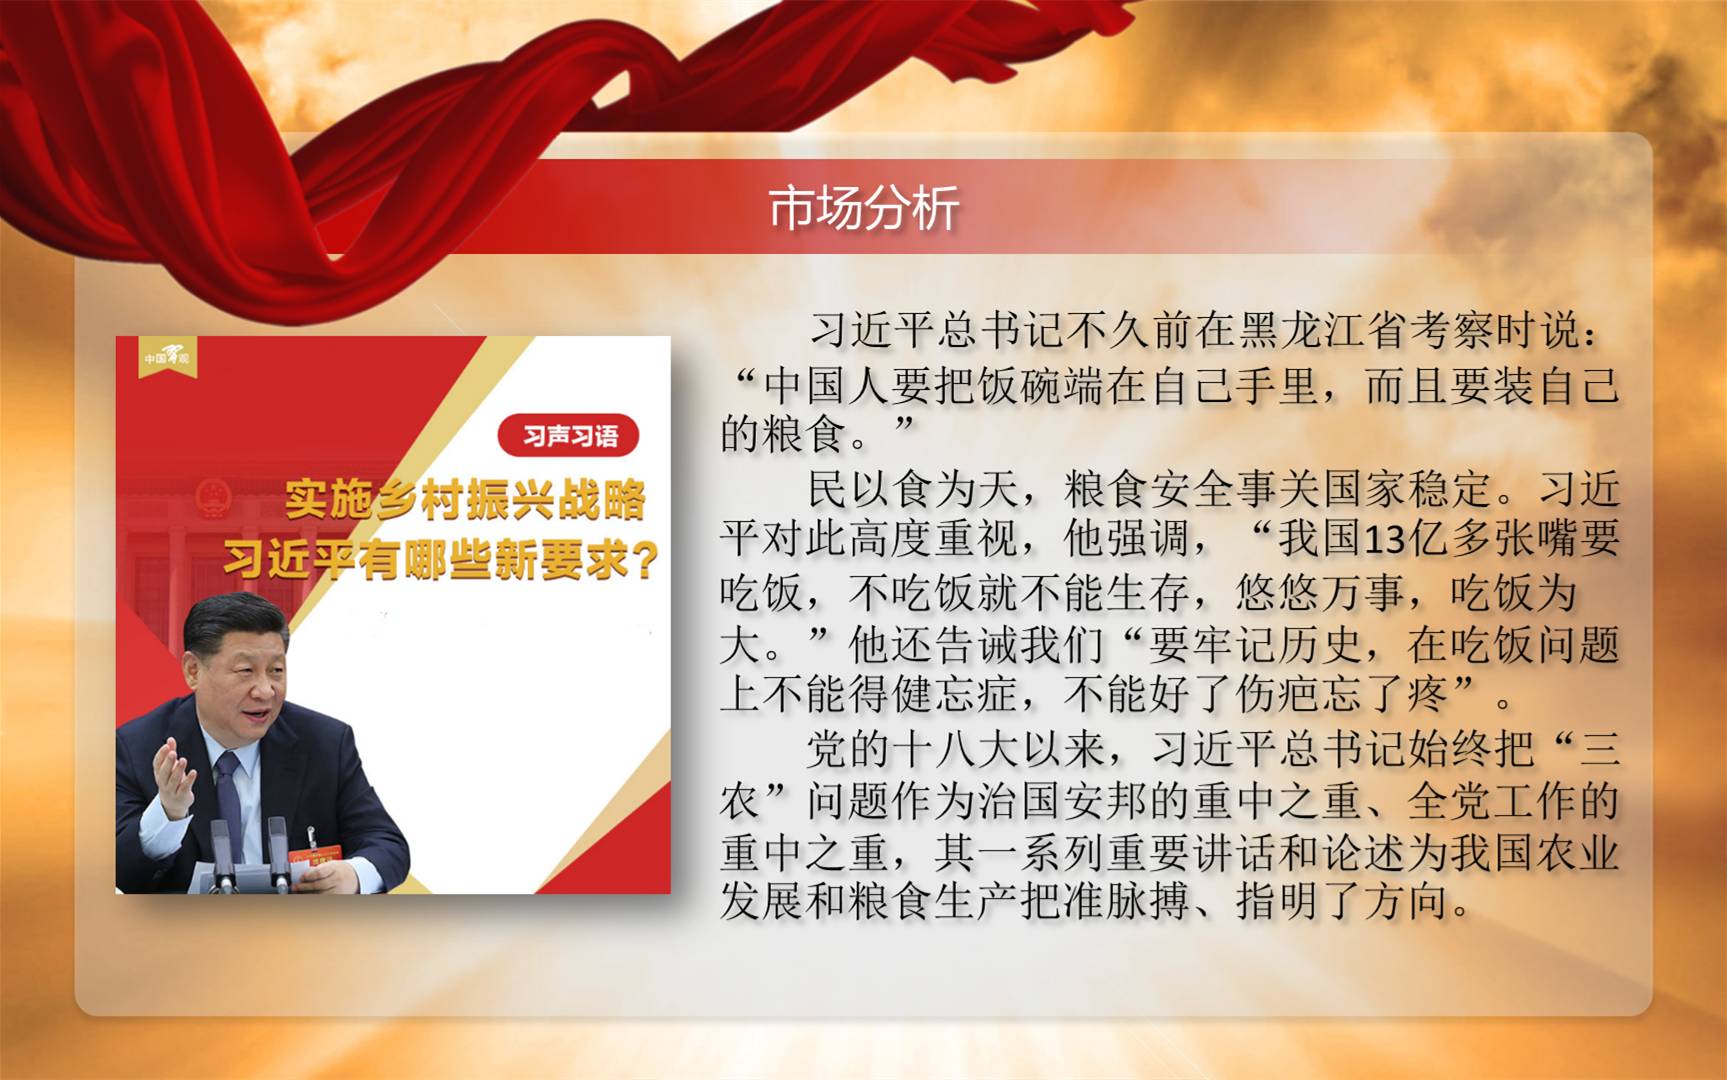 市场分析
中国军观
习声习语
实施乡村振兴战略
习近平有哪些新要求?
习近平总书记不久前在黑龙江省考察时说：
“中国人要把饭碗端在自己手里，而且要装自己
的粮食。”
民以食为天，粮食安全事关国家稳定。习近
平对此高度重视，他强调，“我国13亿多张嘴要
吃饭，不吃饭就不能生存，悠悠万事，吃饭为
大。”他还告诫我们“要牢记历史，在吃饭问题
上不能得健忘症，不能好了伤疤忘了疼”。
党的十八大以来，习近平总书记始终把“三
农”问题作为治国安邦的重中之重、全党工作的
重中之重，其一系列重要讲话和论述为我国农业
发展和粮食生产把准脉搏、指明了方向。